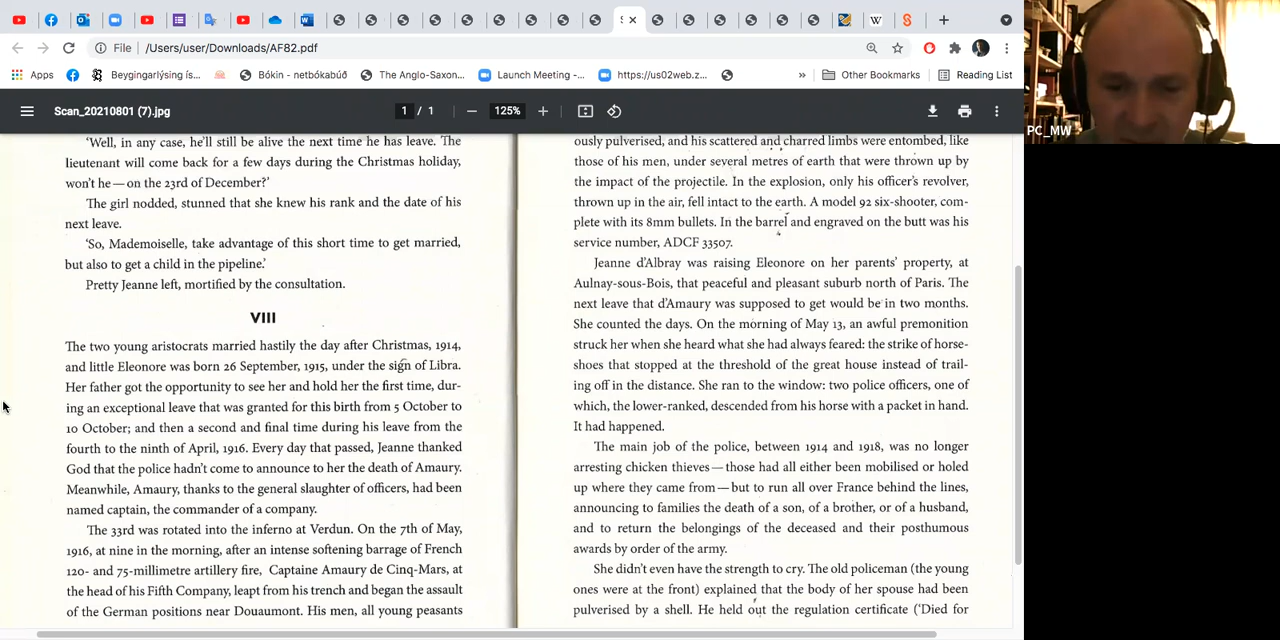 File
/Users/user/Downloads/AF82.pdf
Apps
Beygingarlýsing ís...
Bókin - netbókabúð
The Anglo-Saxon...
Launch Meeting -...
https://us02web.z...
»
Other Bookmarks
Reading List
Scan_20210801 (7).jpg
1 / 1
125%
PC_MW
'Well, in any case, he'll still be alive the next time he has leave. The
lieutenant will come back for a few days during the Christmas holiday,
won't he — on the 23rd of December?'
The girl nodded, stunned that she knew his rank and the date of his
next leave.
'So, Mademoiselle, take advantage of this short time to get married,
but also to get a child in the pipeline.'
Pretty Jeanne left, mortified by the consultation.
VIII
The two young aristocrats married hastily the day after Christmas, 1914,
and little Eleonore was born 26 September, 1915, under the sign of Libra.
Her father got the opportunity to see her and hold her the first time, dur-
ing an exceptional leave that was granted for this birth from 5 October to
10 October; and then a second and final time during his leave from the
fourth to the ninth of April, 1916. Every day that passed, Jeanne thanked
God that the police hadn't come to announce to her the death of Amaury.
Meanwhile, Amaury, thanks to the general slaughter of officers, had been
named captain, the commander of a company.
The 33rd was rotated into the inferno at Verdun. On the 7th of May,
1916, at nine in the morning, after an intense softening barrage of French
120- and 75-millimetre artillery fire, Captaine Amaury de Cinq-Mars, at
the head of his Fifth Company, leapt from his trench and began the assault
of the German positions near Douaumont. His men, all young peasants
ously pulverised, and his scattered and charred limbs were entombed, like
those of his men, under several metres of earth that were thrown up by
the impact of the projectile. In the explosion, only his officer's revolver,
thrown up in the air, fell intact to the earth. A model 92 six-shooter, com-
plete with its 8mm bullets. In the barrel and engraved on the butt was his
service number, ADCF 33507.
Jeanne d'Albray was raising Eleonore on her parents' property, at
Aulnay-sous-Bois, that peaceful and pleasant suburb north of Paris. The
next leave that d'Amaury was supposed to get would be in two months.
She counted the days. On the morning of May 13, an awful premonition
struck her when she heard what she had always feared: the strike of horse-
shoes that stopped at the threshold of the great house instead of trail-
ing off in the distance. She ran to the window: two police officers, one of
which, the lower-ranked, descended from his horse with a packet in hand.
It had happened.
The main job of the police, between 1914 and 1918, was no longer
arresting chicken thieves — those had all either been mobilised or holed
up where they came from — but to run all over France behind the lines,
announcing to families the death of a son, of a brother, or of a husband,
and to return the belongings of the deceased and their posthumous
awards by order of the army.
She didn't even have the strength to cry. The old policeman (the young
ones were at the front) explained that the body of her spouse had been
pulverised by a shell. He held out the regulation certificate ('Died for